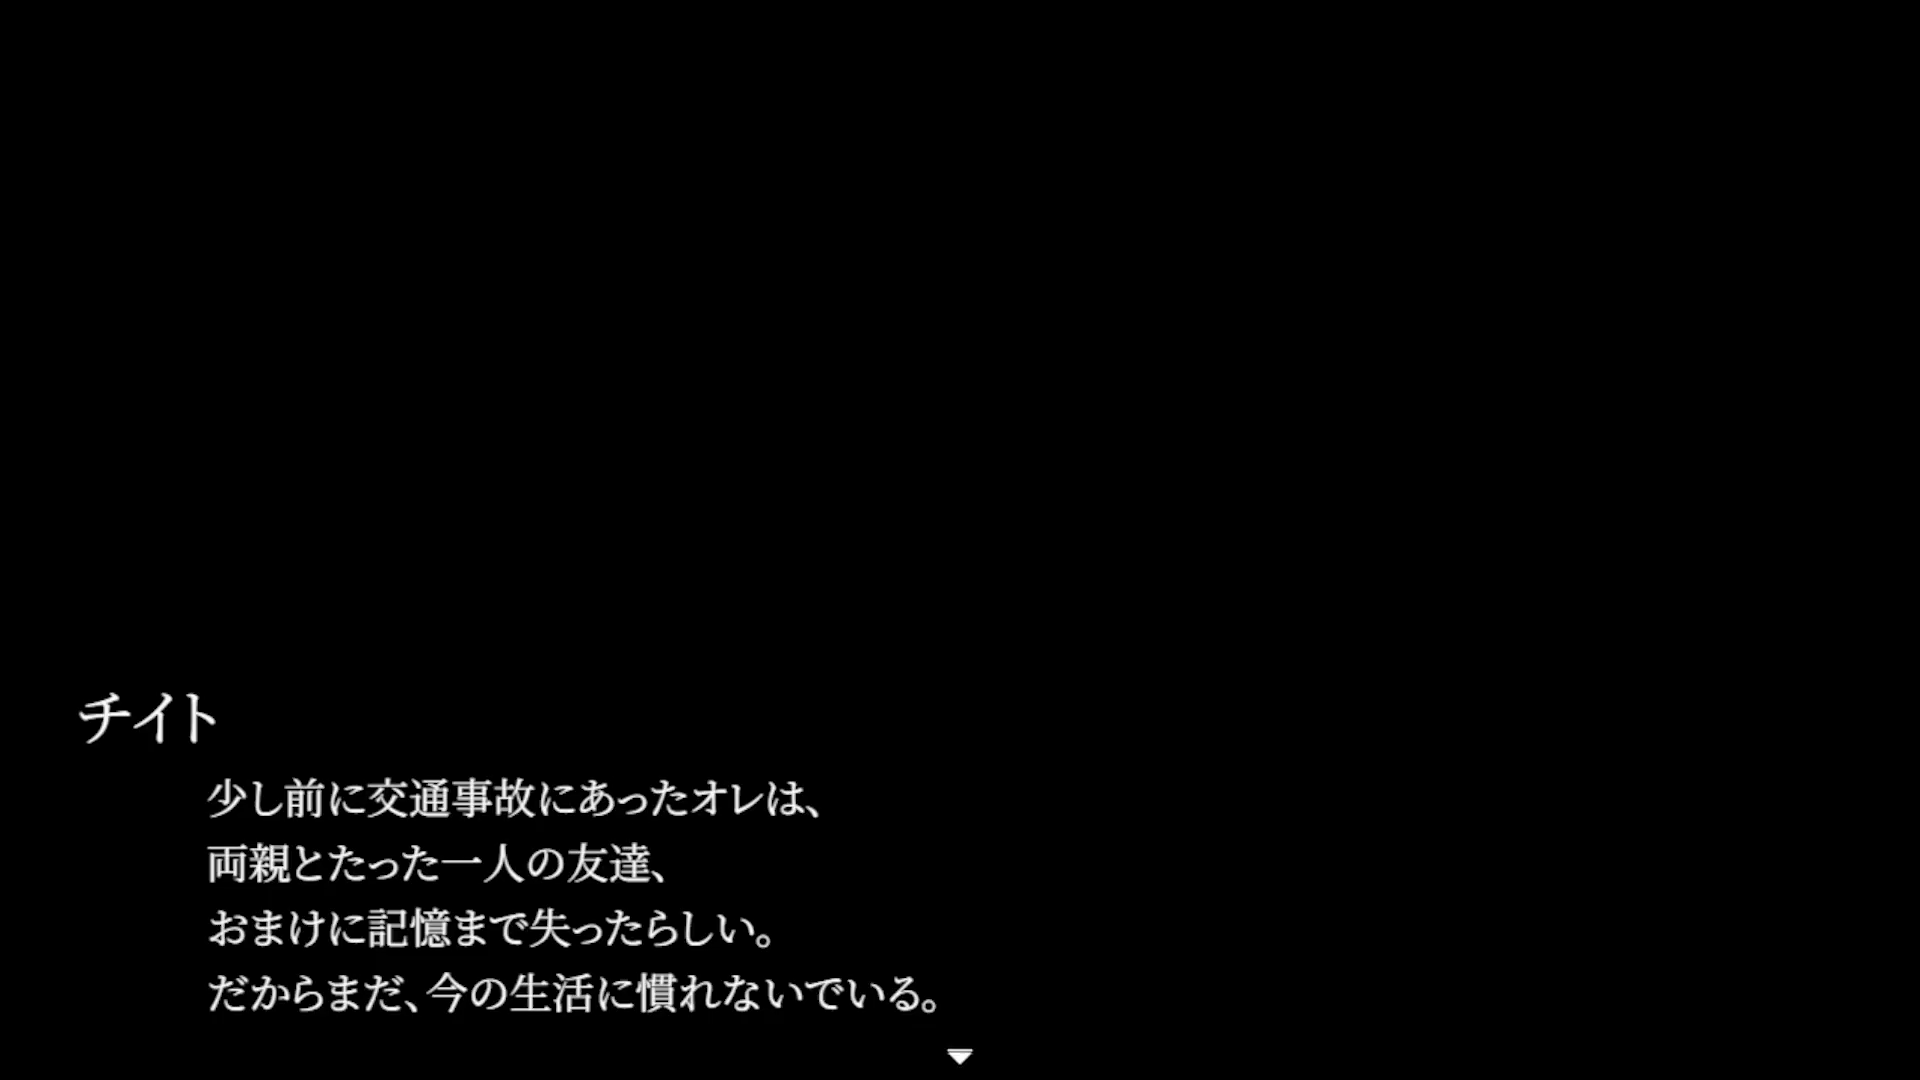 チイト
少し前に交通事故にあったオレは、
両親とたった一人の友達、
おまけに記憶まで失ったらしい。
だからまだ、今の生活に慣れないでいる。